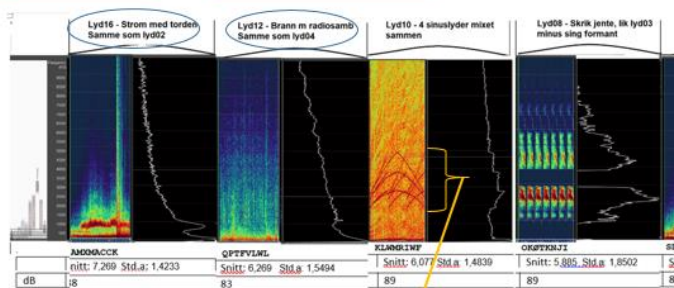 Lyd16 - Strom med torden
Samme som lyd02
Lyd12 - Brann m radiosamb
Samme som lyd04
Lyd10 - 4 sinuslyder mixet
sammen
Lyd08 - Skrik jente, lik lyd03
minus sing formant
AMXMACCK
QPTFVLWL
KLWMRIWF
OKØTKNJI
nitt: 7,269 Std.a: 1,4233
Snitt: 6,269 Std.a: 1,5494
Snitt: 6,077 Std.a: 1,4839
Snitt: 5,885 Std.a: 1,8502
dB
83
89
89